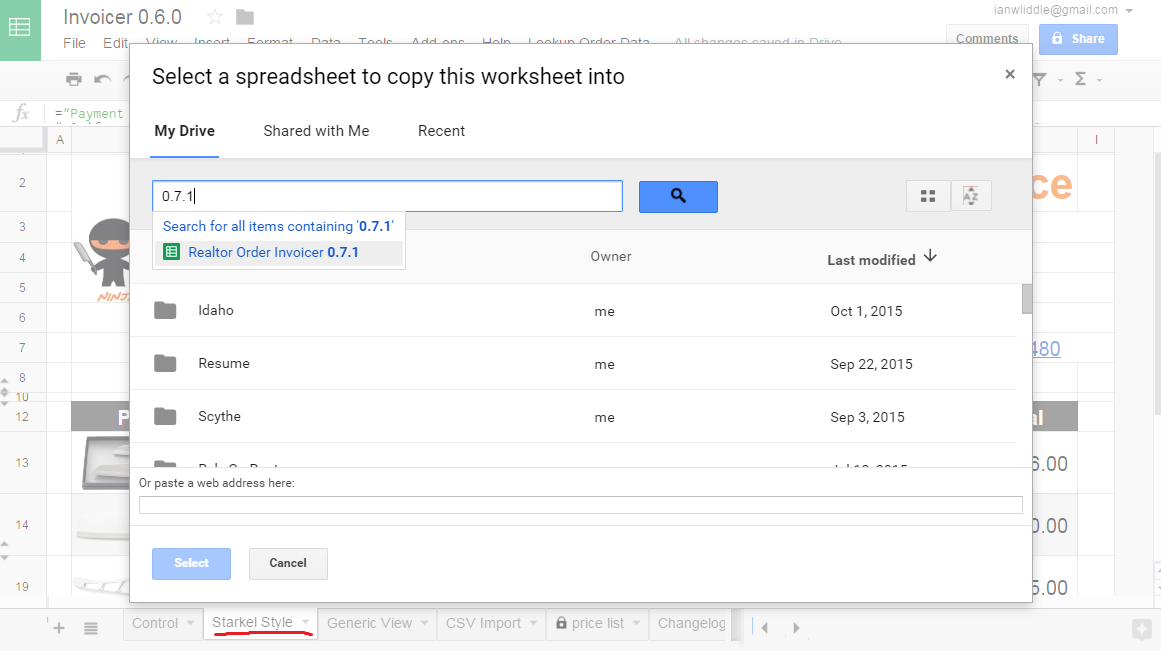 Invoicer 0.6.0
ianwliddle@gmail.com
File Edit View Insert Format Data Tools Add-ons Help Lookup Order Data All changes saved in Drive
Comments Share
Select a spreadsheet to copy this worksheet into
fx ="Payment
My Drive Shared with Me Recent
A I
0.7.1
Search for all items containing '0.7.1'
Realtor Order Invoicer 0.7.1
Owner Last modified
Idaho me Oct 1, 2015
Resume me Sep 22, 2015
Scythe me Sep 3, 2015
Or paste a web address here:
Select Cancel
2
3
4
5
6
7
8
10
12
13
14
19
ce
NINJ
480
P al
6.00
0.00
5.00
Control Starkel Style Generic View CSV Import price list Changelog